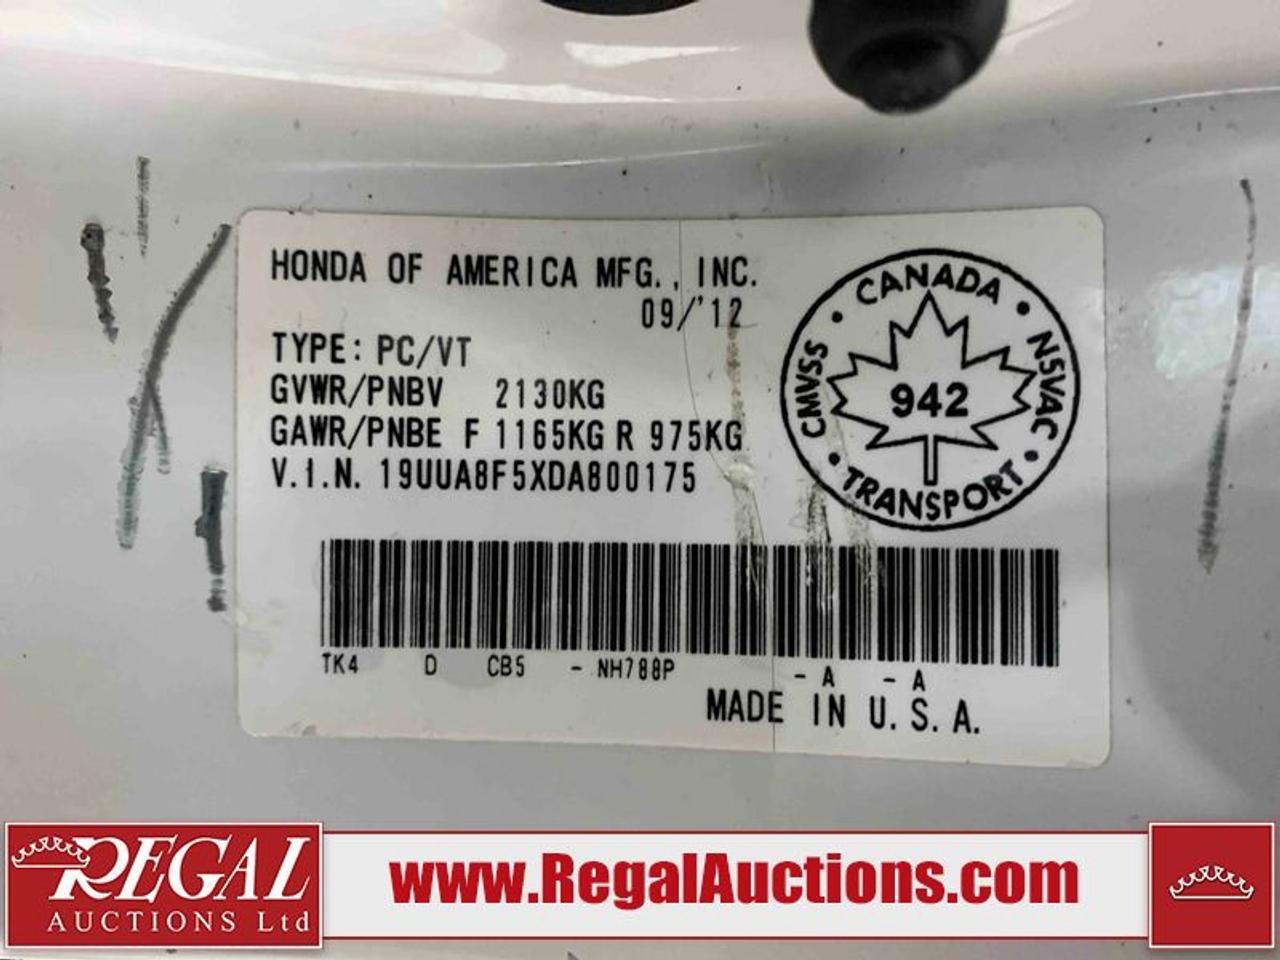 HONDA OF AMERICA MFG., INC.
09/'12
TYPE: PC/VT
GVWR/PNBV 2130KG
GAWR/PNBE F 1165KG R 975KG
V.I.N. 19UUA8F5XDA800175
CANADA
CMVSS
942
NSVAC
TRANSPORT
TK4 D CB5 - NH788P - A - A
MADE IN U.S.A.
REGAL
AUCTIONS Ltd
www.RegalAuctions.com